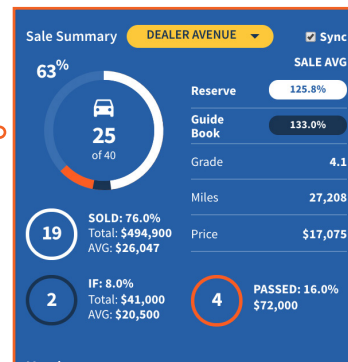 Sale Summary DEALER AVENUE Sync
63% SALE AVG
Reserve 125.8%
Guide Book 133.0%
25
of 40
Grade 4.1
Miles 27,208
Price $17,075
19
SOLD: 76.0%
Total: $494,900
AVG: $26,047
2
IF: 8.0%
Total: $41,000
AVG: $20,500
4
PASSED: 16.0%
$72,000